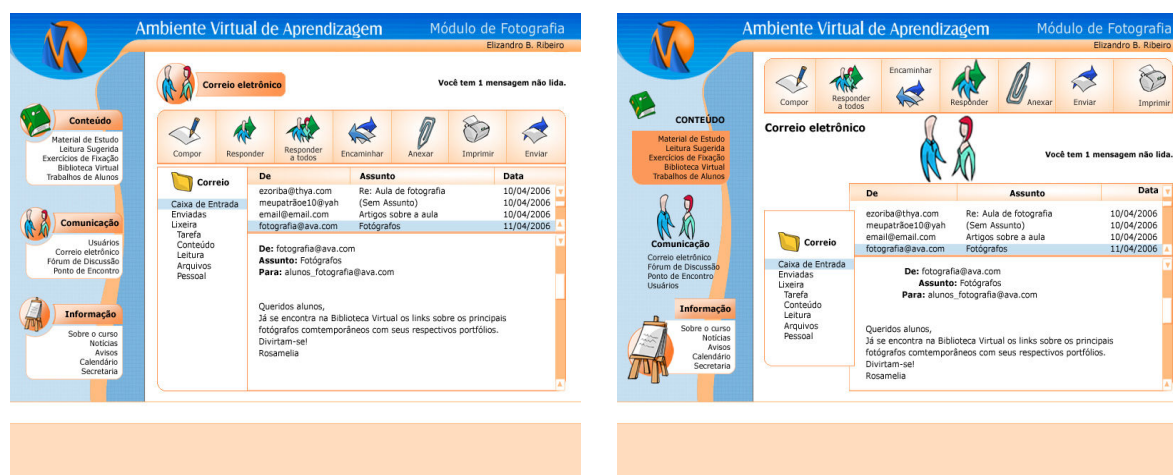 Ambiente Virtual de Aprendizagem Módulo de Fotografia
Elizandro B. Ribeiro
Correio eletrônico
Você tem 1 mensagem não lida.
Conteúdo
Material de Estudo
Leitura Sugerida
Exercícios de Fixação
Biblioteca Virtual
Trabalhos de Alunos
Comunicação
Usuários
Correio eletrônico
Fórum de Discussão
Ponto de Encontro
Informação
Sobre o curso
Notícias
Avisos
Calendário
Secretaria
Compor
Responder
Responder
a todos
Encaminhar
Anexar
Imprimir
Enviar
Correio
Caixa de Entrada
Enviadas
Lixeira
Tarefa
Conteúdo
Leitura
Arquivos
Pessoal
De Assunto Data
ezoriba@thya.com Re: Aula de fotografia 10/04/2006
meupatrãoe10@yah (Sem Assunto) 10/04/2006
email@email.com Artigos sobre a aula 10/04/2006
fotografia@ava.com Fotógrafos 11/04/2006
De: fotografia@ava.com
Assunto: Fotógrafos
Para: alunos_fotografia@ava.com
Queridos alunos,
Já se encontra na Biblioteca Virtual os links sobre os principais
fotógrafos comtemporâneos com seus respectivos portfólios.
Divirtam-se!
Rosamelia
Ambiente Virtual de Aprendizagem Módulo de Fotografia
Elizandro B. Ribeiro
Compor
Responder
a todos
Encaminhar
Responder
Anexar
Enviar
Imprimir
Correio eletrônico
Você tem 1 mensagem não lida.
CONTEÚDO
Material de Estudo
Leitura Sugerida
Exercícios de Fixação
Biblioteca Virtual
Trabalhos de Alunos
Comunicação
Correio eletrônico
Fórum de Discussão
Ponto de Encontro
Usuários
Informação
Sobre o curso
Notícias
Avisos
Calendário
Secretaria
Correio
Caixa de Entrada
Enviadas
Lixeira
Tarefa
Conteúdo
Leitura
Arquivos
Pessoal
De Assunto Data
ezoriba@thya.com Re: Aula de fotografia 10/04/2006
meupatrãoe10@yah (Sem Assunto) 10/04/2006
email@email.com Artigos sobre a aula 10/04/2006
fotografia@ava.com Fotógrafos 11/04/2006
De: fotografia@ava.com
Assunto: Fotógrafos
Para: alunos_fotografia@ava.com
Queridos alunos,
Já se encontra na Biblioteca Virtual os links sobre os principais
fotógrafos comtemporâneos com seus respectivos portfólios.
Divirtam-se!
Rosamelia